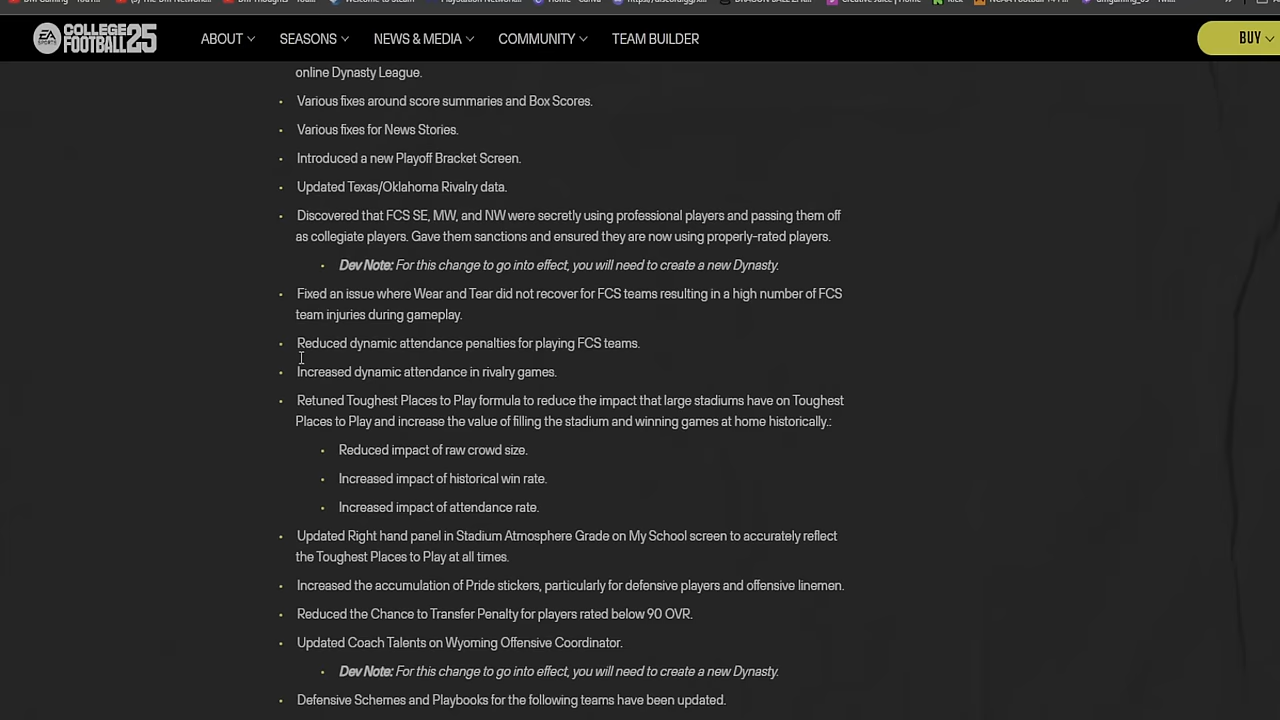 EA SPORTS COLLEGE FOOTBALL 25
ABOUT SEASONS NEWS & MEDIA COMMUNITY TEAM BUILDER BUY
online Dynasty League.
• Various fixes around score summaries and Box Scores.
• Various fixes for News Stories.
• Introduced a new Playoff Bracket Screen.
• Updated Texas/Oklahoma Rivalry data.
• Discovered that FCS SE, MW, and NW were secretly using professional players and passing them off
as collegiate players. Gave them sanctions and ensured they are now using properly-rated players.
• Dev Note: For this change to go into effect, you will need to create a new Dynasty.
• Fixed an issue where Wear and Tear did not recover for FCS teams resulting in a high number of FCS
team injuries during gameplay.
• Reduced dynamic attendance penalties for playing FCS teams.
• Increased dynamic attendance in rivalry games.
• Retuned Toughest Places to Play formula to reduce the impact that large stadiums have on Toughest
Places to Play and increase the value of filling the stadium and winning games at home historically.:
• Reduced impact of raw crowd size.
• Increased impact of historical win rate.
• Increased impact of attendance rate.
• Updated Right hand panel in Stadium Atmosphere Grade on My School screen to accurately reflect
the Toughest Places to Play at all times.
• Increased the accumulation of Pride stickers, particularly for defensive players and offensive linemen.
• Reduced the Chance to Transfer Penalty for players rated below 90 OVR.
• Updated Coach Talents on Wyoming Offensive Coordinator.
• Dev Note: For this change to go into effect, you will need to create a new Dynasty.
• Defensive Schemes and Playbooks for the following teams have been updated.